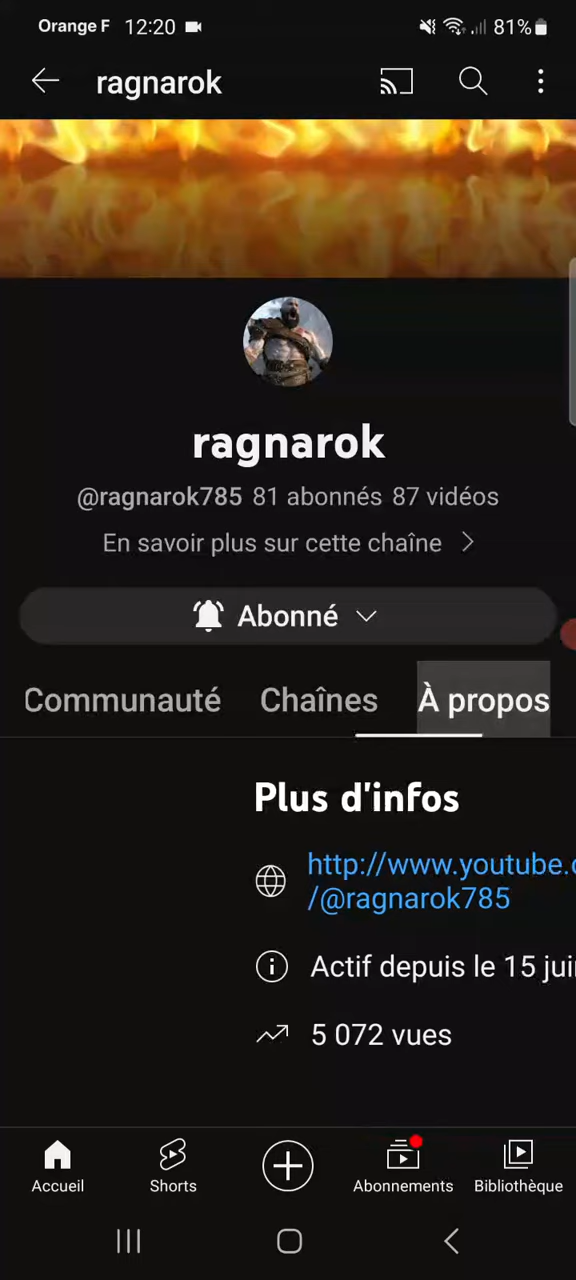 Orange F 12:20 81%
ragnarok
ragnarok
@ragnarok785 81 abonnés 87 vidéos
En savoir plus sur cette chaîne
Abonné
Communauté Chaînes À propos
Plus d'infos
http://www.youtube.c
/@ragnarok785
Actif depuis le 15 jui
5 072 vues
Accueil Shorts Abonnements Bibliothèque